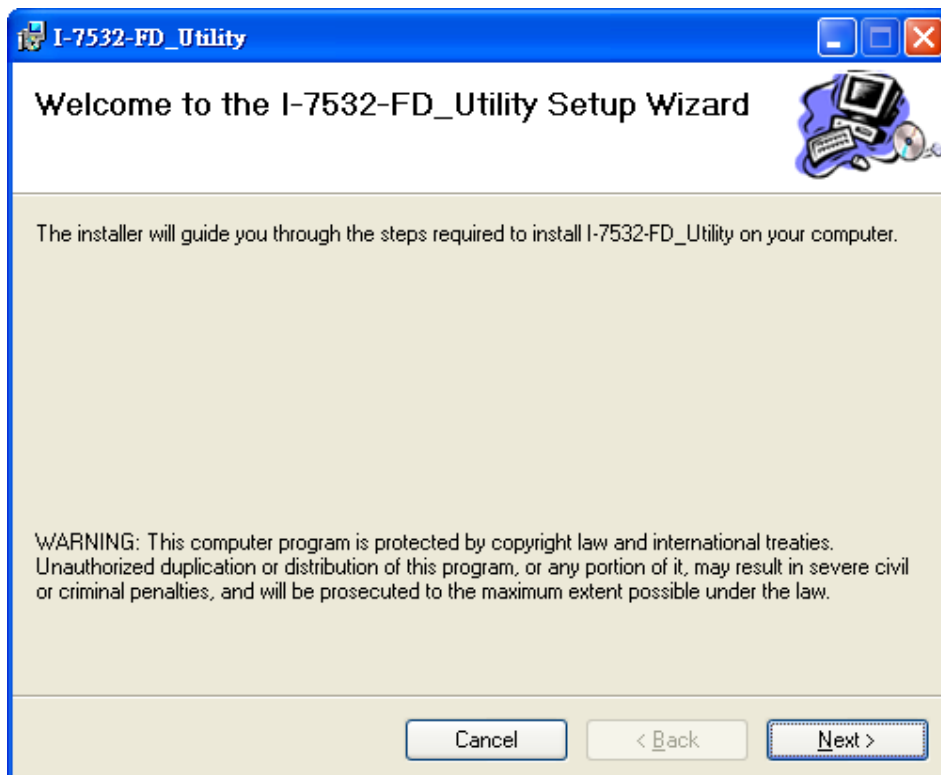 I-7532-FD_Utility
Welcome to the I-7532-FD_Utility Setup Wizard
The installer will guide you through the steps required to install I-7532-FD_Utility on your computer.
WARNING: This computer program is protected by copyright law and international treaties.
Unauthorized duplication or distribution of this program, or any portion of it, may result in severe civil
or criminal penalties, and will be prosecuted to the maximum extent possible under the law.
Cancel
< Back
Next >